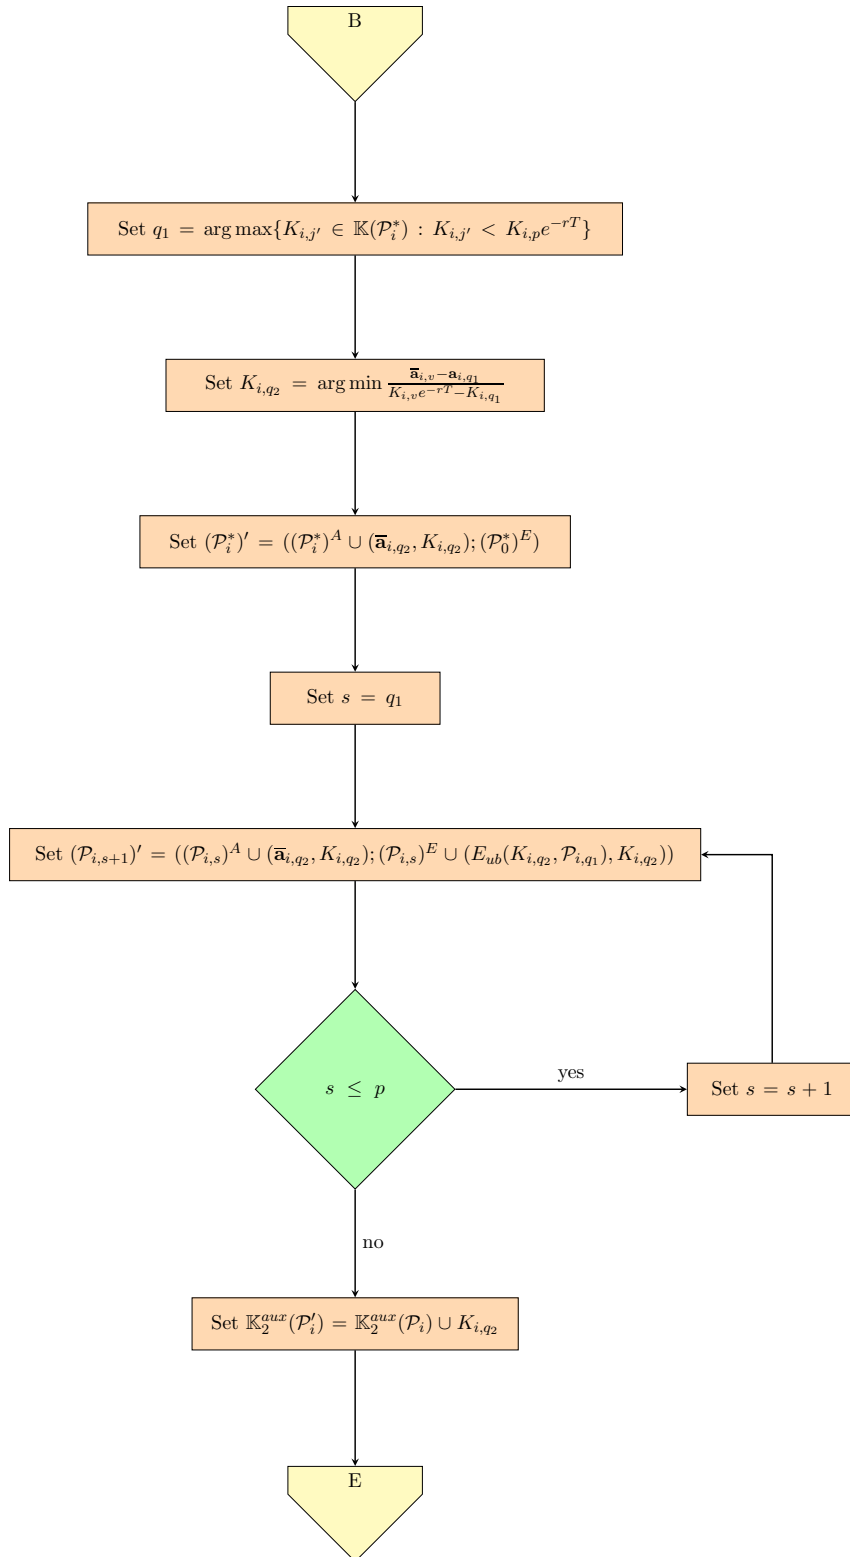 B
Set $q_1 = \arg\max\{K_{i,j'} \in \mathbb{K}(\mathcal{P}_i^*) : K_{i,j'} < K_{i,p}e^{-rT}\}$
Set $K_{i,q_2} = \arg\min \frac{\overline{\mathbf{a}}_{i,v} - \mathbf{a}_{i,q_1}}{K_{i,v}e^{-rT} - K_{i,q_1}}$
Set $(\mathcal{P}_i^*)' = ((\mathcal{P}_i^*)^A \cup (\overline{\mathbf{a}}_{i,q_2}, K_{i,q_2}); (\mathcal{P}_0^*)^E)$
Set $s = q_1$
Set $(\mathcal{P}_{i,s+1})' = ((\mathcal{P}_{i,s})^A \cup (\overline{\mathbf{a}}_{i,q_2}, K_{i,q_2}); (\mathcal{P}_{i,s})^E \cup (E_{ub}(K_{i,q_2}, \mathcal{P}_{i,q_1}), K_{i,q_2}))$
$s \leq p$
yes
Set $s = s + 1$
no
Set $\mathbb{K}_2^{aux}(\mathcal{P}_i') = \mathbb{K}_2^{aux}(\mathcal{P}_i) \cup K_{i,q_2}$
E